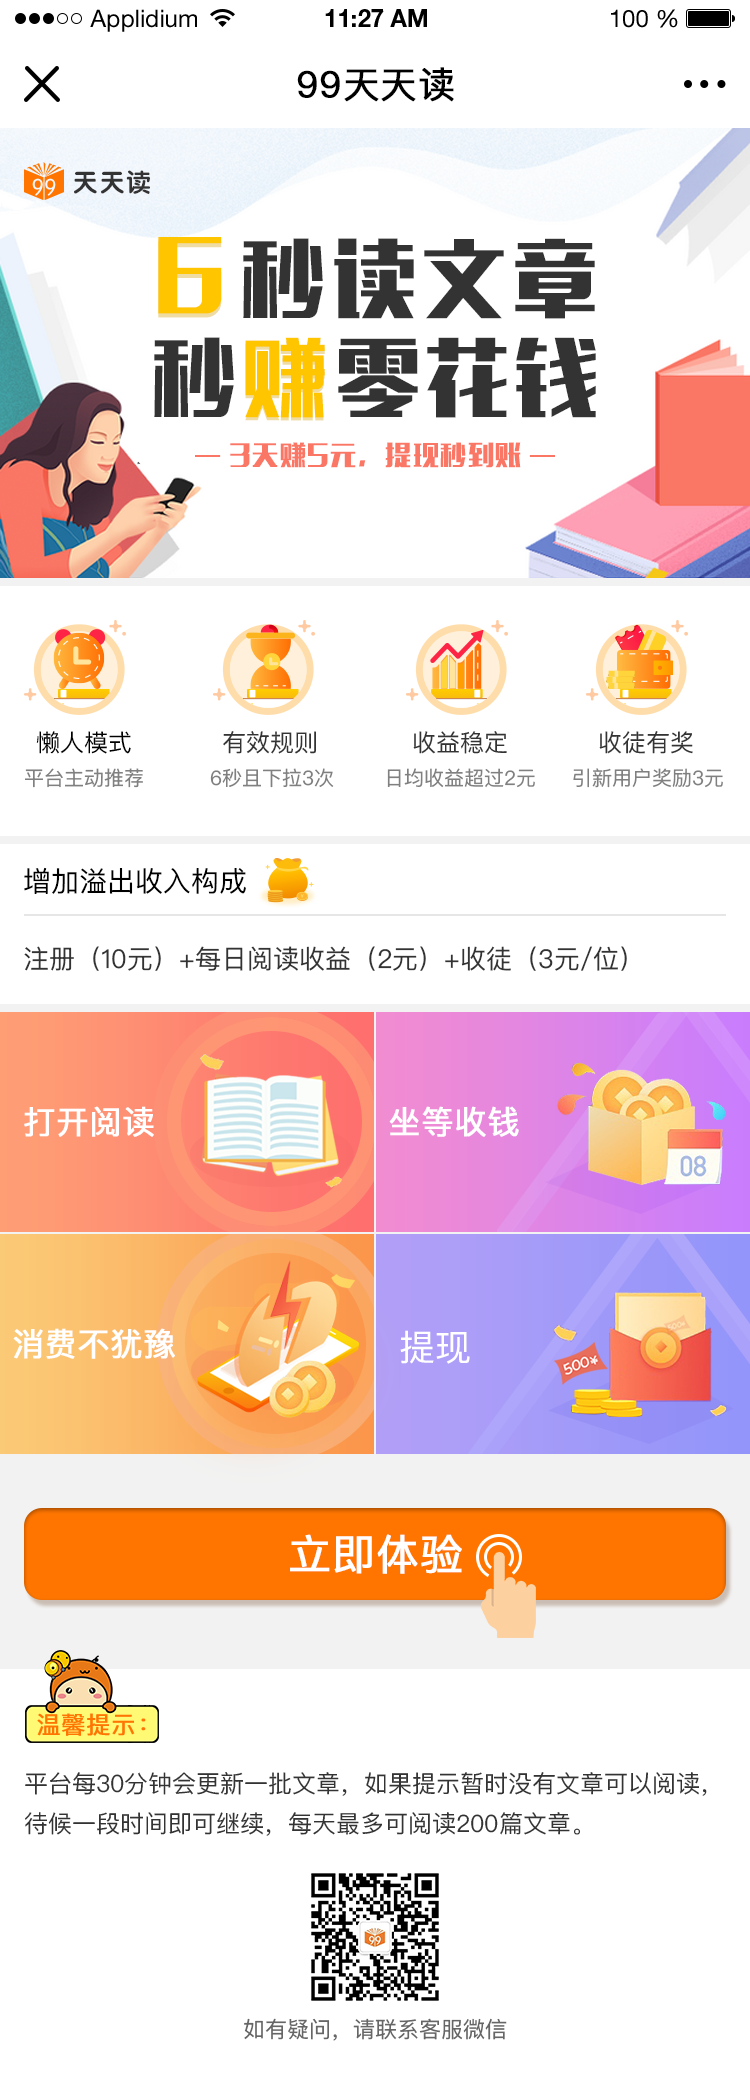 Applidium 11:27 AM 100 %
99天天读
99 天天读
6秒读文章
秒赚零花钱
— 3天赚5元，提现秒到账 —
懒人模式 有效规则 收益稳定 收徒有奖
平台主动推荐 6秒且下拉3次 日均收益超过2元 引新用户奖励3元
增加溢出收入构成
注册（10元）+每日阅读收益（2元）+收徒（3元/位）
打开阅读
坐等收钱
08
消费不犹豫
提现
500¥
500¥
立即体验
温馨提示：
平台每30分钟会更新一批文章，如果提示暂时没有文章可以阅读，
待候一段时间即可继续，每天最多可阅读200篇文章。
99
如有疑问，请联系客服微信